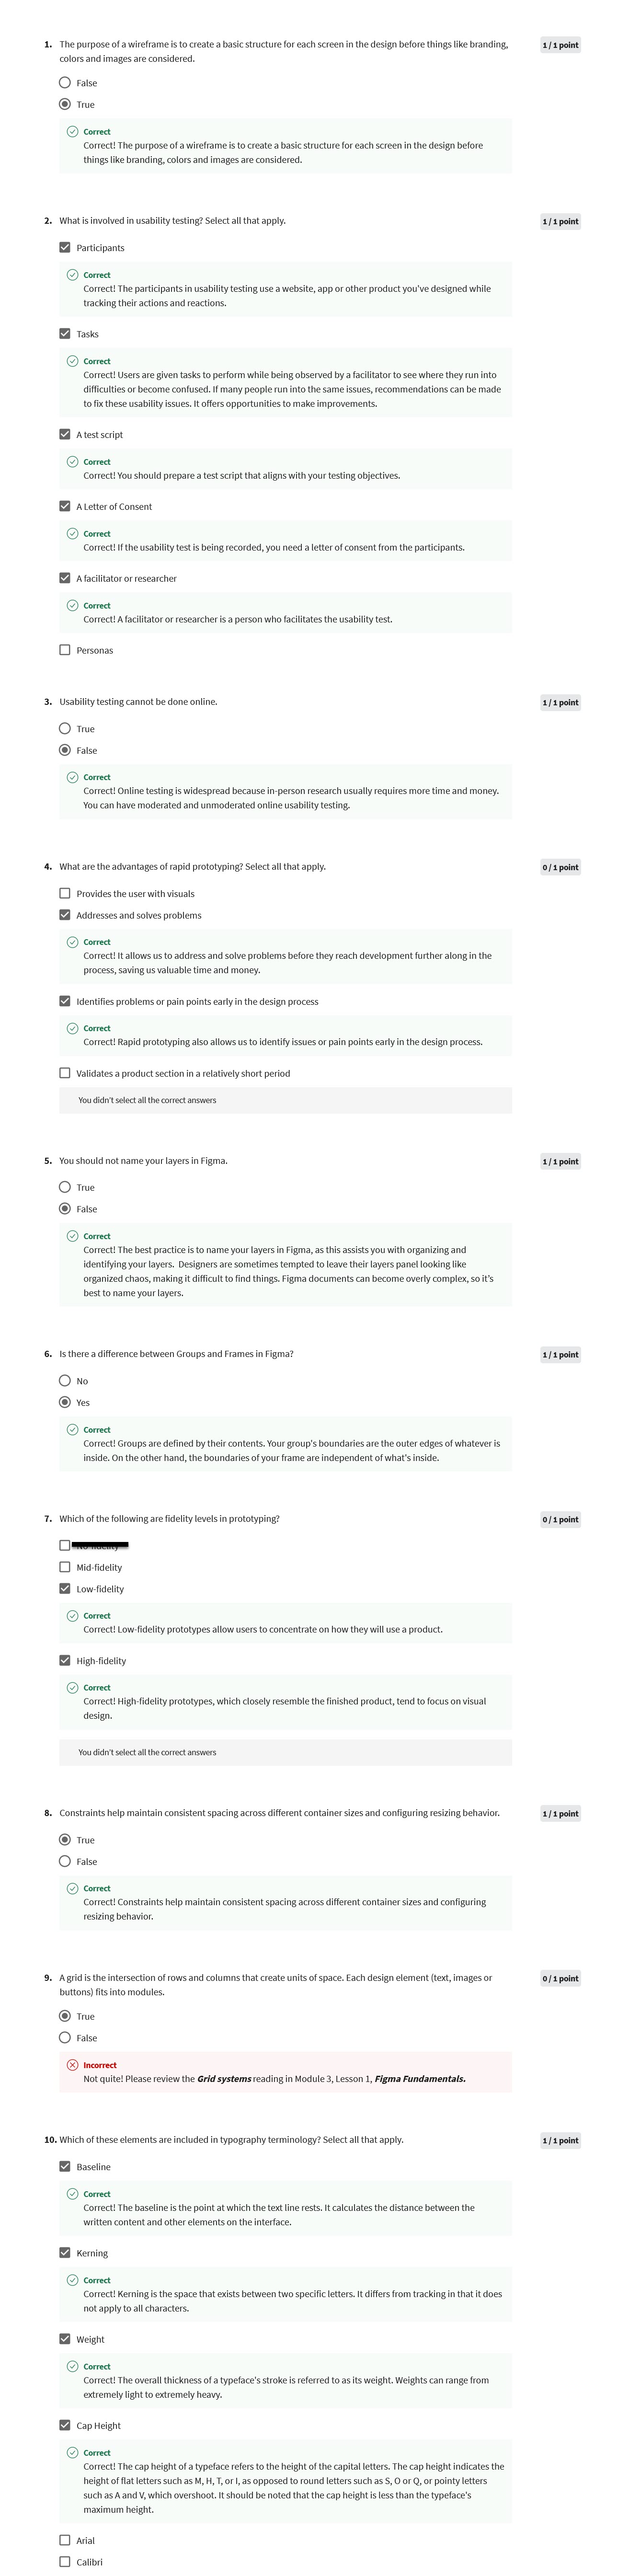 1. The purpose of a wireframe is to create a basic structure for each screen in the design before things like branding,
colors and images are considered.
1 / 1 point
False
True
Correct
Correct! The purpose of a wireframe is to create a basic structure for each screen in the design before
things like branding, colors and images are considered.
2. What is involved in usability testing? Select all that apply.
1 / 1 point
Participants
Correct
Correct! The participants in usability testing use a website, app or other product you've designed while
tracking their actions and reactions.
Tasks
Correct
Correct! Users are given tasks to perform while being observed by a facilitator to see where they run into
difficulties or become confused. If many people run into the same issues, recommendations can be made
to fix these usability issues. It offers opportunities to make improvements.
A test script
Correct
Correct! You should prepare a test script that aligns with your testing objectives.
A Letter of Consent
Correct
Correct! If the usability test is being recorded, you need a letter of consent from the participants.
A facilitator or researcher
Correct
Correct! A facilitator or researcher is a person who facilitates the usability test.
Personas
3. Usability testing cannot be done online.
1 / 1 point
True
False
Correct
Correct! Online testing is widespread because in-person research usually requires more time and money.
You can have moderated and unmoderated online usability testing.
4. What are the advantages of rapid prototyping? Select all that apply.
0 / 1 point
Provides the user with visuals
Addresses and solves problems
Correct
Correct! It allows us to address and solve problems before they reach development further along in the
process, saving us valuable time and money.
Identifies problems or pain points early in the design process
Correct
Correct! Rapid prototyping also allows us to identify issues or pain points early in the design process.
Validates a product section in a relatively short period
You didn't select all the correct answers
5. You should not name your layers in Figma.
1 / 1 point
True
False
Correct
Correct! The best practice is to name your layers in Figma, as this assists you with organizing and
identifying your layers.  Designers are sometimes tempted to leave their layers panel looking like
organized chaos, making it difficult to find things. Figma documents can become overly complex, so it's
best to name your layers.
6. Is there a difference between Groups and Frames in Figma?
1 / 1 point
No
Yes
Correct
Correct! Groups are defined by their contents. Your group's boundaries are the outer edges of whatever is
inside. On the other hand, the boundaries of your frame are independent of what's inside.
7. Which of the following are fidelity levels in prototyping?
0 / 1 point
Mid-fidelity
Low-fidelity
Correct
Correct! Low-fidelity prototypes allow users to concentrate on how they will use a product.
High-fidelity
Correct
Correct! High-fidelity prototypes, which closely resemble the finished product, tend to focus on visual
design.
You didn't select all the correct answers
8. Constraints help maintain consistent spacing across different container sizes and configuring resizing behavior.
1 / 1 point
True
False
Correct
Correct! Constraints help maintain consistent spacing across different container sizes and configuring
resizing behavior.
9. A grid is the intersection of rows and columns that create units of space. Each design element (text, images or
buttons) fits into modules.
0 / 1 point
True
False
Incorrect
Not quite! Please review the Grid systems reading in Module 3, Lesson 1, Figma Fundamentals.
10. Which of these elements are included in typography terminology? Select all that apply.
1 / 1 point
Baseline
Correct
Correct! The baseline is the point at which the text line rests. It calculates the distance between the
written content and other elements on the interface.
Kerning
Correct
Correct! Kerning is the space that exists between two specific letters. It differs from tracking in that it does
not apply to all characters.
Weight
Correct
Correct! The overall thickness of a typeface's stroke is referred to as its weight. Weights can range from
extremely light to extremely heavy.
Cap Height
Correct
Correct! The cap height of a typeface refers to the height of the capital letters. The cap height indicates the
height of flat letters such as M, H, T, or I, as opposed to round letters such as S, O or Q, or pointy letters
such as A and V, which overshoot. It should be noted that the cap height is less than the typeface's
maximum height.
Arial
Calibri